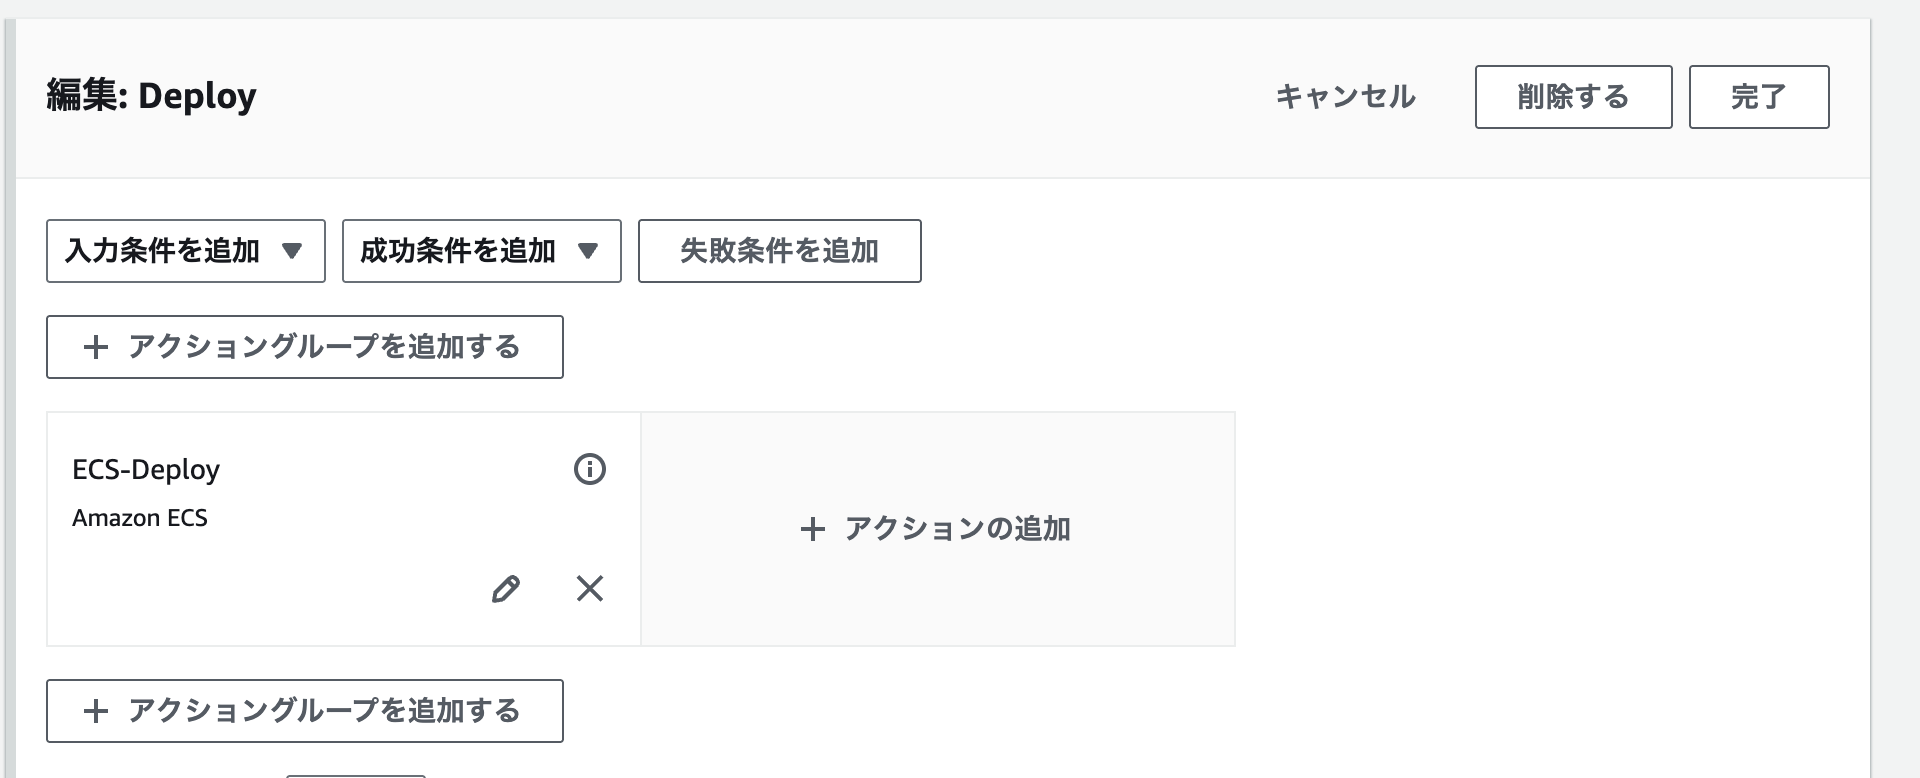 編集: Deploy
キャンセル
削除する
完了
入力条件を追加
成功条件を追加
失敗条件を追加
アクショングループを追加する
ECS-Deploy
Amazon ECS
アクションの追加
アクショングループを追加する